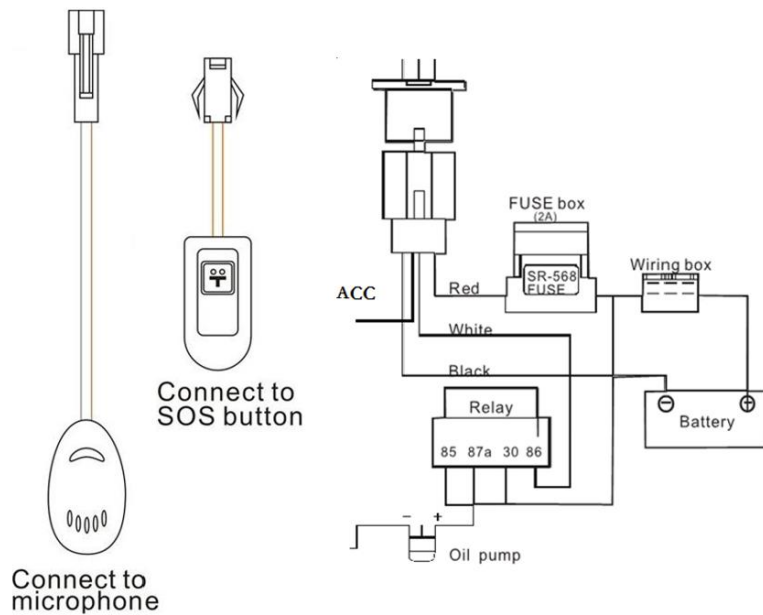 Connect to
microphone
Connect to
SOS button
FUSE box
(2A)
SR-568
FUSE
Wiring box
ACC
Red
White
Black
Relay
85 87a 30 86
− +
Battery
− +
Oil pump